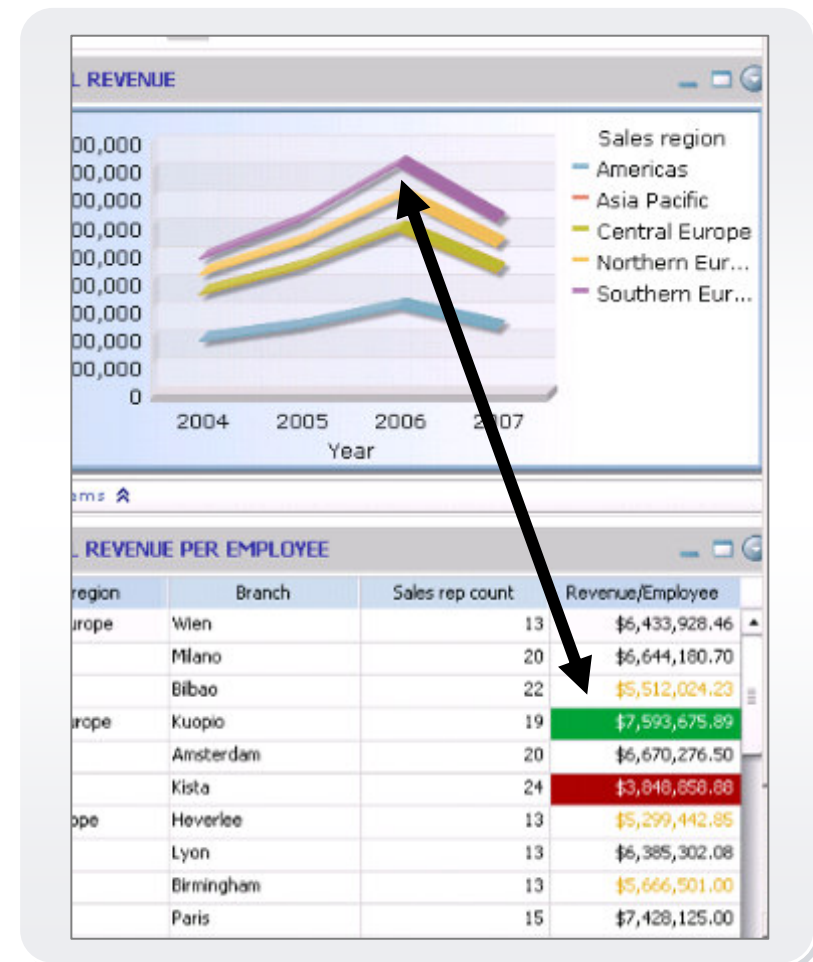 L REVENUE
Sales region
Americas
Asia Pacific
Central Europe
Northern Eur...
Southern Eur...
00,000
00,000
00,000
00,000
00,000
00,000
00,000
00,000
00,000
0
2004 2005 2006 2007
Year
ems
L REVENUE PER EMPLOYEE
region Branch Sales rep count Revenue/Employee
urope Wien 13 $6,433,928.46
Milano 20 $6,644,180.70
Bilbao 22 $5,512,024.23
urope Kuopio 19 $7,593,675.89
Amsterdam 20 $6,670,276.50
Kista 24 $3,848,858.88
ope Heverlee 13 $5,299,442.85
Lyon 13 $6,385,302.08
Birmingham 13 $5,666,501.00
Paris 15 $7,428,125.00